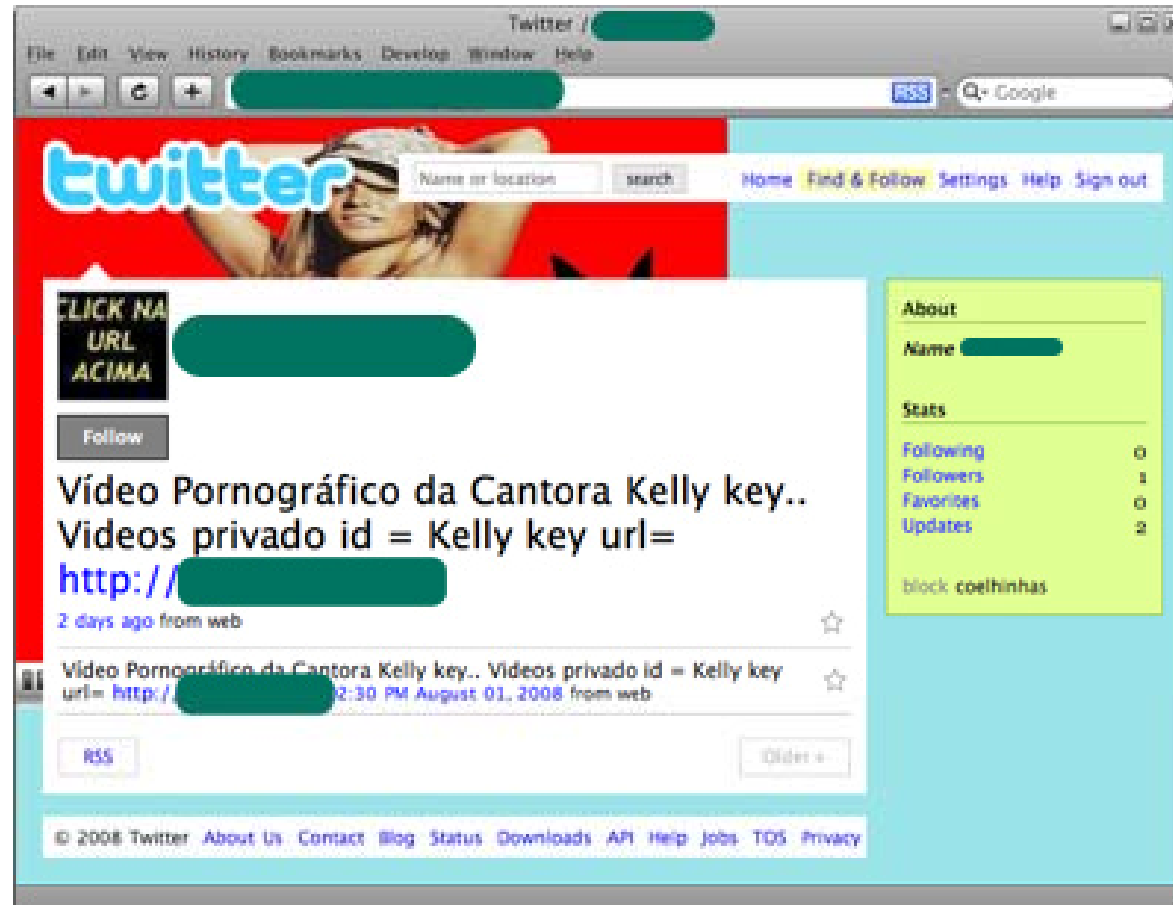 Twitter /
File Edit View History Bookmarks Develop Window Help
RSS Google
twitter
Name or location search Home Find & Follow Settings Help Sign out
CLICK NA
URL
ACIMA
Follow
Vídeo Pornográfico da Cantora Kelly key..
Videos privado id = Kelly key url=
http://
2 days ago from web
Vídeo Pornográfico da Cantora Kelly key.. Videos privado id = Kelly key
url= http:/ 2:30 PM August 01, 2008 from web
RSS Older »
About
Name
Stats
Following 0
Followers 1
Favorites 0
Updates 2
block coelhinhas
© 2008 Twitter About Us Contact Blog Status Downloads API Help Jobs TOS Privacy